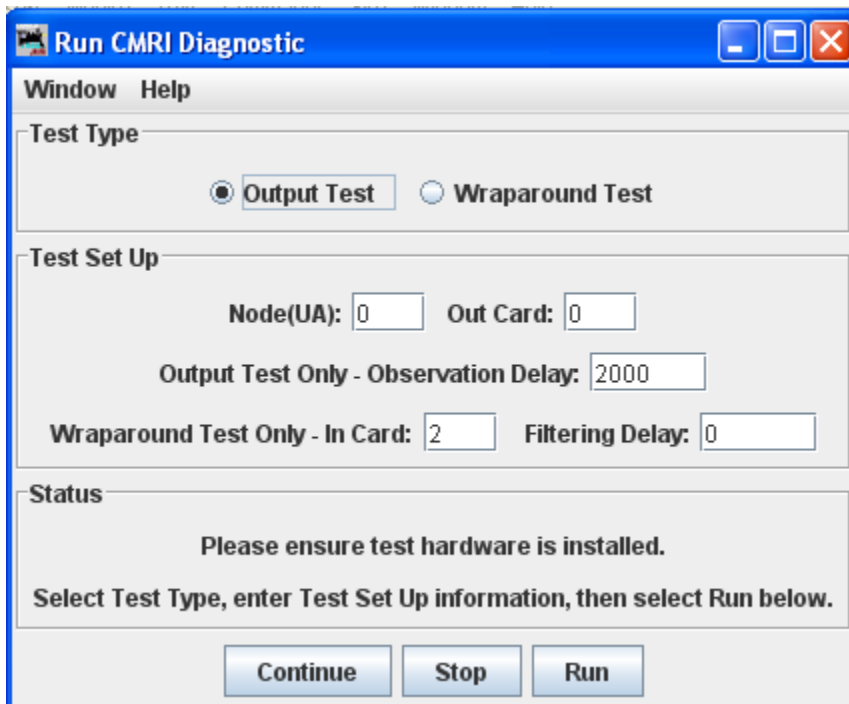 Run CMRI Diagnostic
Window Help
Test Type
Output Test Wraparound Test
Test Set Up
Node(UA): 0 Out Card: 0
Output Test Only - Observation Delay: 2000
Wraparound Test Only - In Card: 2 Filtering Delay: 0
Status
Please ensure test hardware is installed.
Select Test Type, enter Test Set Up information, then select Run below.
Continue Stop Run